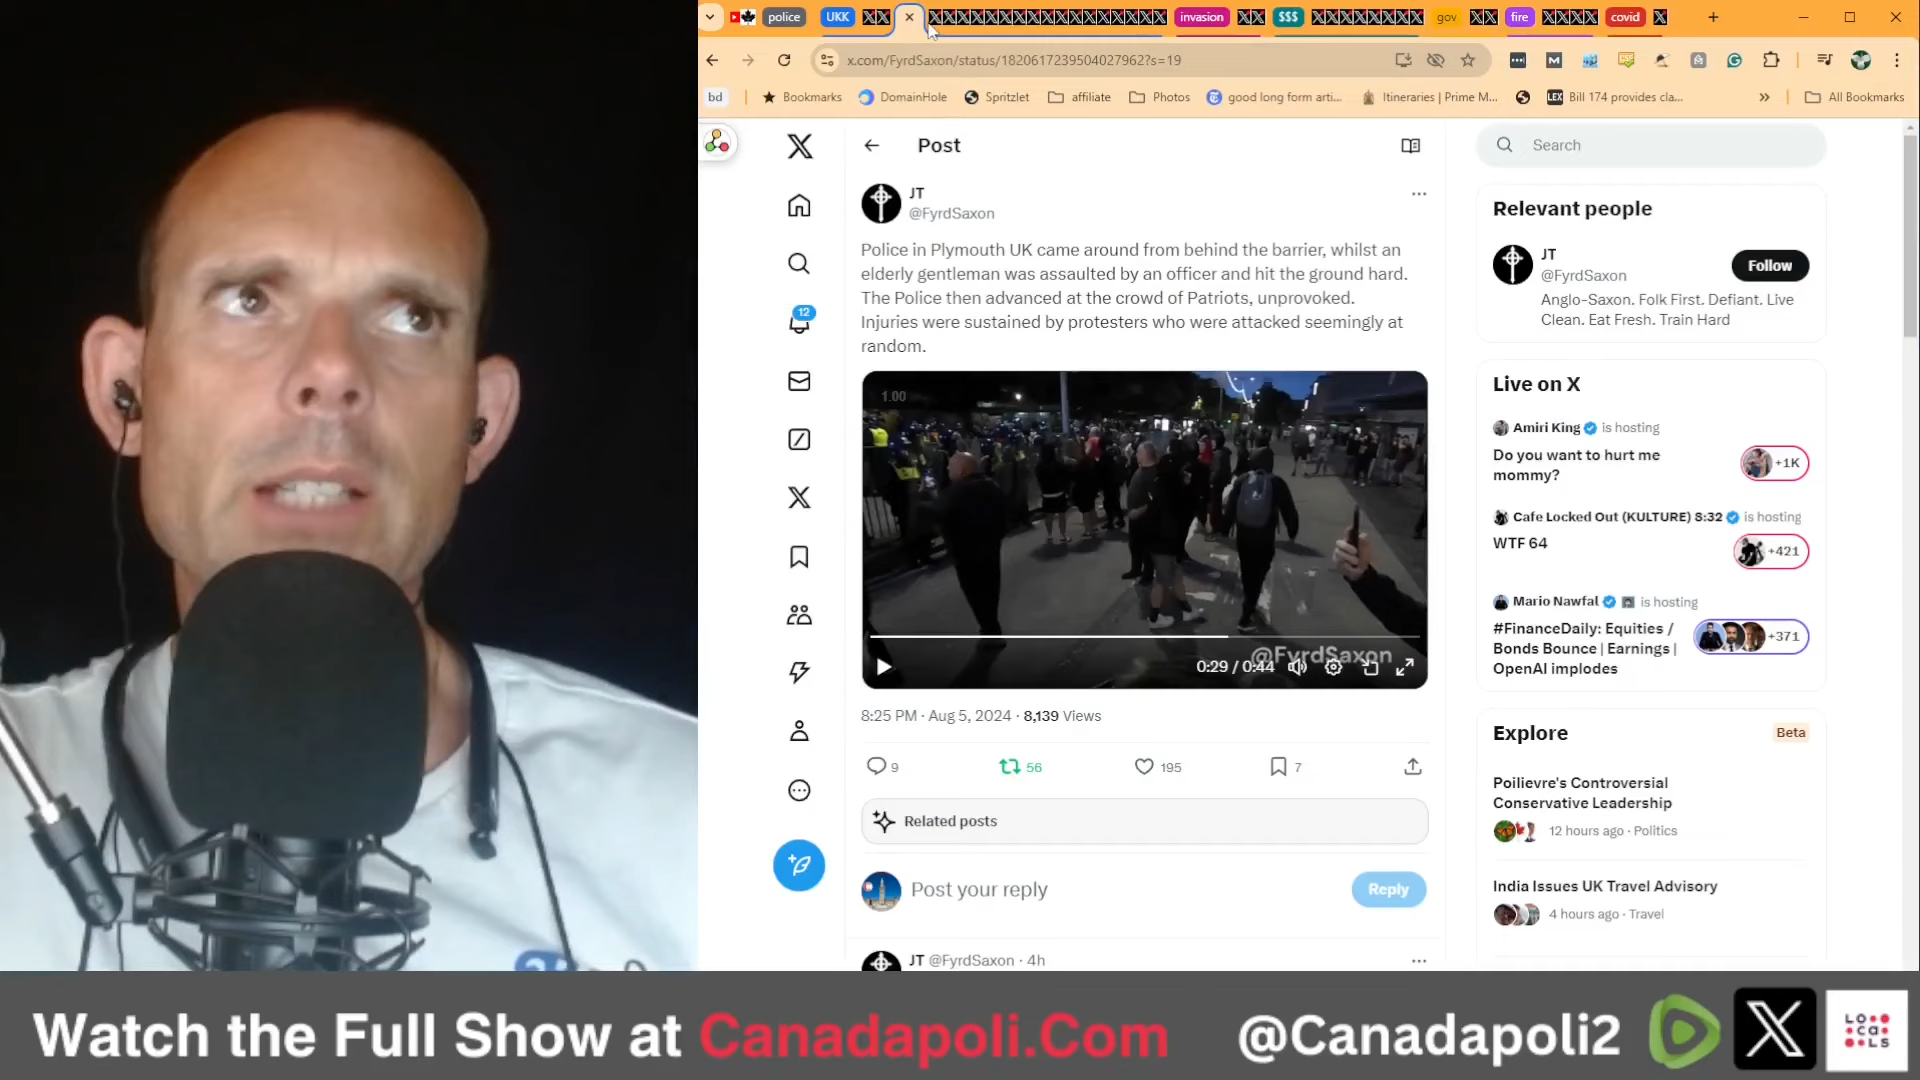 police
UKK
invasion
$$$
gov
fire
covid
x.com/FyrdSaxon/status/1820617239504027962?s=19
bd
Bookmarks
DomainHole
Spritzlet
affiliate
Photos
good long form arti...
Itineraries | Prime M...
LEX
Bill 174 provides cla...
All Bookmarks
Post
Search
JT
@FyrdSaxon
Police in Plymouth UK came around from behind the barrier, whilst an
elderly gentleman was assaulted by an officer and hit the ground hard.
The Police then advanced at the crowd of Patriots, unprovoked.
Injuries were sustained by protesters who were attacked seemingly at
random.
1.00
@FyrdSaxon
0:29 / 0:44
8:25 PM · Aug 5, 2024 · 8,139 Views
9
56
195
7
Related posts
Post your reply
Reply
JT @FyrdSaxon · 4h
12
Relevant people
JT
@FyrdSaxon
Follow
Anglo-Saxon. Folk First. Defiant. Live
Clean. Eat Fresh. Train Hard
Live on X
Amiri King is hosting
Do you want to hurt me
mommy?
+1K
Cafe Locked Out (KULTURE) 8:32 is hosting
WTF 64
+421
Mario Nawfal is hosting
#FinanceDaily: Equities /
Bonds Bounce | Earnings |
OpenAI implodes
+371
Explore
Beta
Poilievre's Controversial
Conservative Leadership
12 hours ago · Politics
India Issues UK Travel Advisory
4 hours ago · Travel
Watch the Full Show at Canadapoli.Com
@Canadapoli2
LOCALS